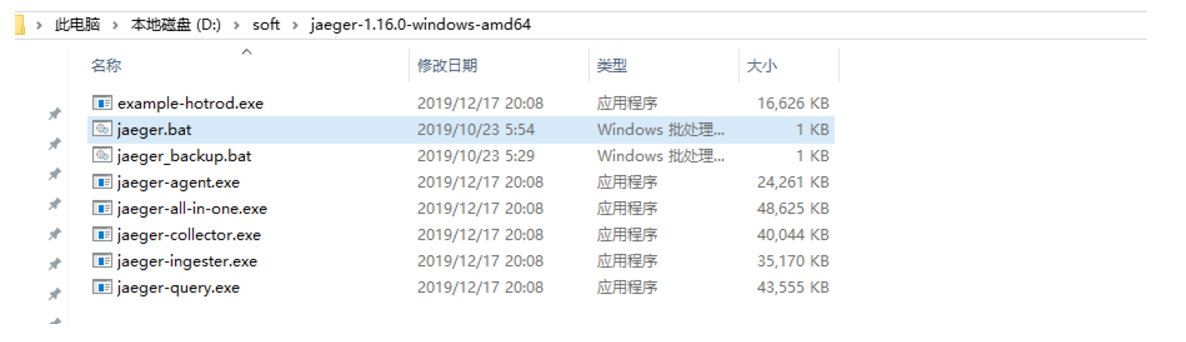 此电脑 > 本地磁盘 (D:) > soft > jaeger-1.16.0-windows-amd64
名称 修改日期 类型 大小
example-hotrod.exe 2019/12/17 20:08 应用程序 16,626 KB
jaeger.bat 2019/10/23 5:54 Windows 批处理... 1 KB
jaeger_backup.bat 2019/10/23 5:29 Windows 批处理... 1 KB
jaeger-agent.exe 2019/12/17 20:08 应用程序 24,261 KB
jaeger-all-in-one.exe 2019/12/17 20:08 应用程序 48,625 KB
jaeger-collector.exe 2019/12/17 20:08 应用程序 40,044 KB
jaeger-ingester.exe 2019/12/17 20:08 应用程序 35,170 KB
jaeger-query.exe 2019/12/17 20:08 应用程序 43,555 KB